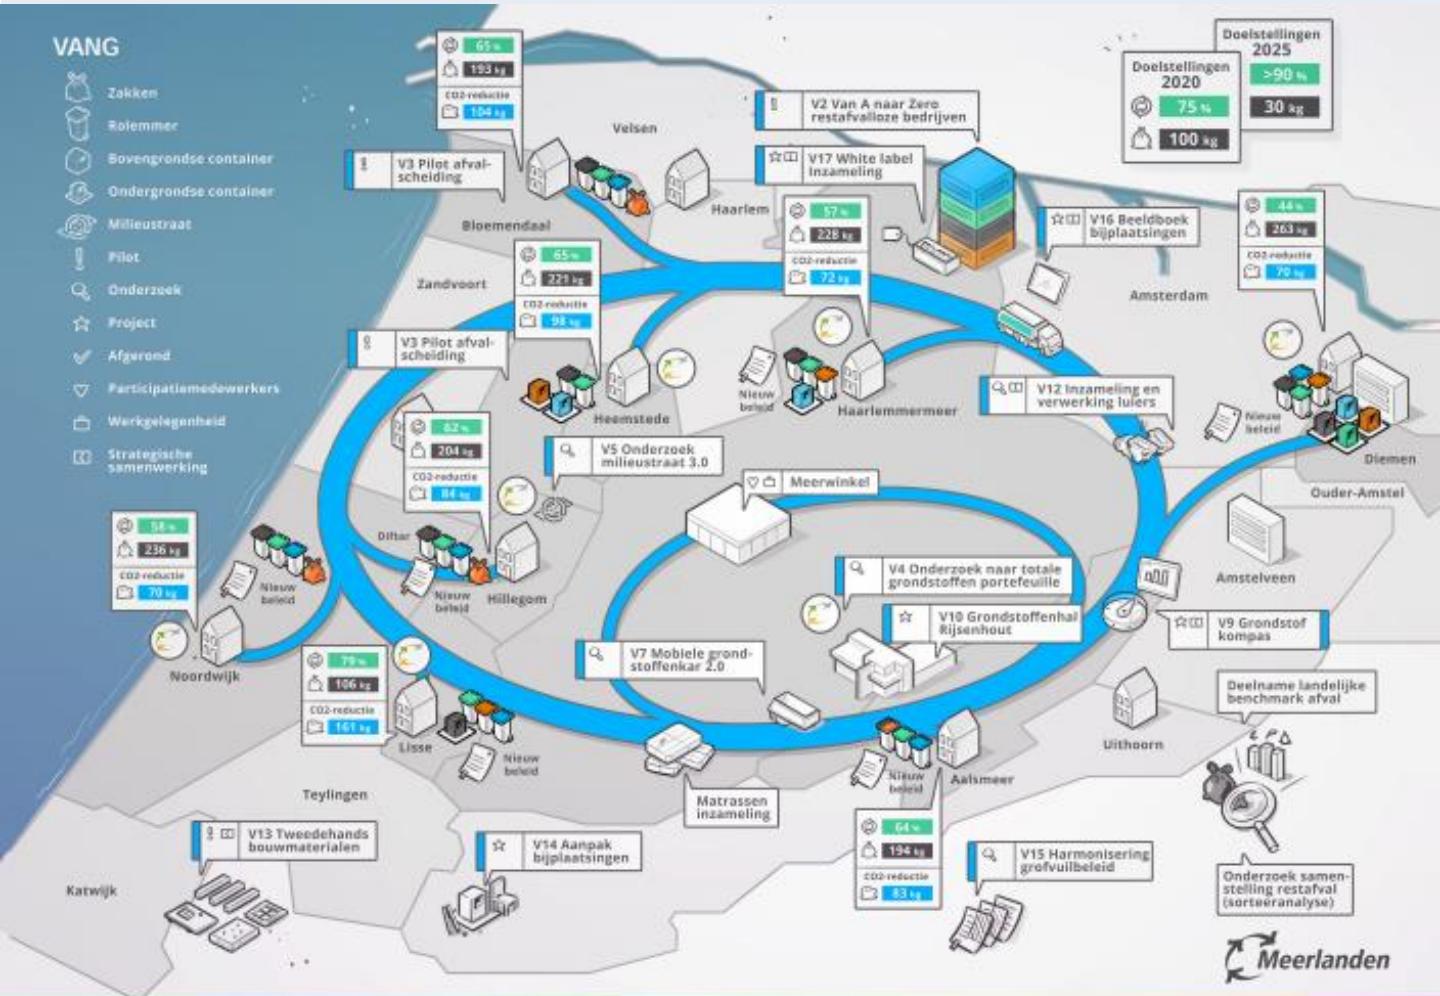 VANG
Zakken
Rolemmer
Bovengrondse container
Ondergrondse container
Milieustraat
Pilot
Onderzoek
Project
Afgerond
Participatiemedewerkers
Werkgelegenheid
Strategische
samenwerking
65 %
193 kg
CO2-reductie
104 kg
V3 Pilot afval-
scheiding
Velsen
Bloemendaal
Haarlem
Zandvoort
V2 Van A naar Zero
restafvalloze bedrijven
V17 White label
Inzameling
Doelstellingen
2025
>90 %
30 kg
Doelstellingen
2020
75 %
100 kg
57 %
228 kg
CO2-reductie
72 kg
V16 Beeldboek
bijplaatsingen
Amsterdam
44 %
263 kg
CO2-reductie
70 kg
65 %
221 kg
CO2-reductie
98 kg
V3 Pilot afval-
scheiding
Heemstede
Nieuw
beleid
Haarlemmermeer
V12 Inzameling en
verwerking luiers
Nieuw
beleid
Diemen
Ouder-Amstel
62 %
204 kg
CO2-reductie
84 kg
V5 Onderzoek
milieustraat 3.0
Meerwinkel
Diftar
Nieuw
beleid
Hillegom
58 %
236 kg
CO2-reductie
70 kg
Nieuw
beleid
Noordwijk
V4 Onderzoek naar totale
grondstoffen portefeuille
V10 Grondstoffenhal
Rijsenhout
Amstelveen
V9 Grondstof
kompas
V7 Mobiele grond-
stoffenkar 2.0
79 %
106 kg
CO2-reductie
161 kg
Lisse
Nieuw
beleid
Teylingen
Matrassen
inzameling
Nieuw
beleid
Aalsmeer
Uithoorn
Deelname landelijke
benchmark afval
64 %
194 kg
CO2-reductie
83 kg
V13 Tweedehands
bouwmaterialen
V14 Aanpak
bijplaatsingen
V15 Harmonisering
grofvuilbeleid
Onderzoek samen-
stelling restafval
(sorteeranalyse)
Katwijk
Meerlanden